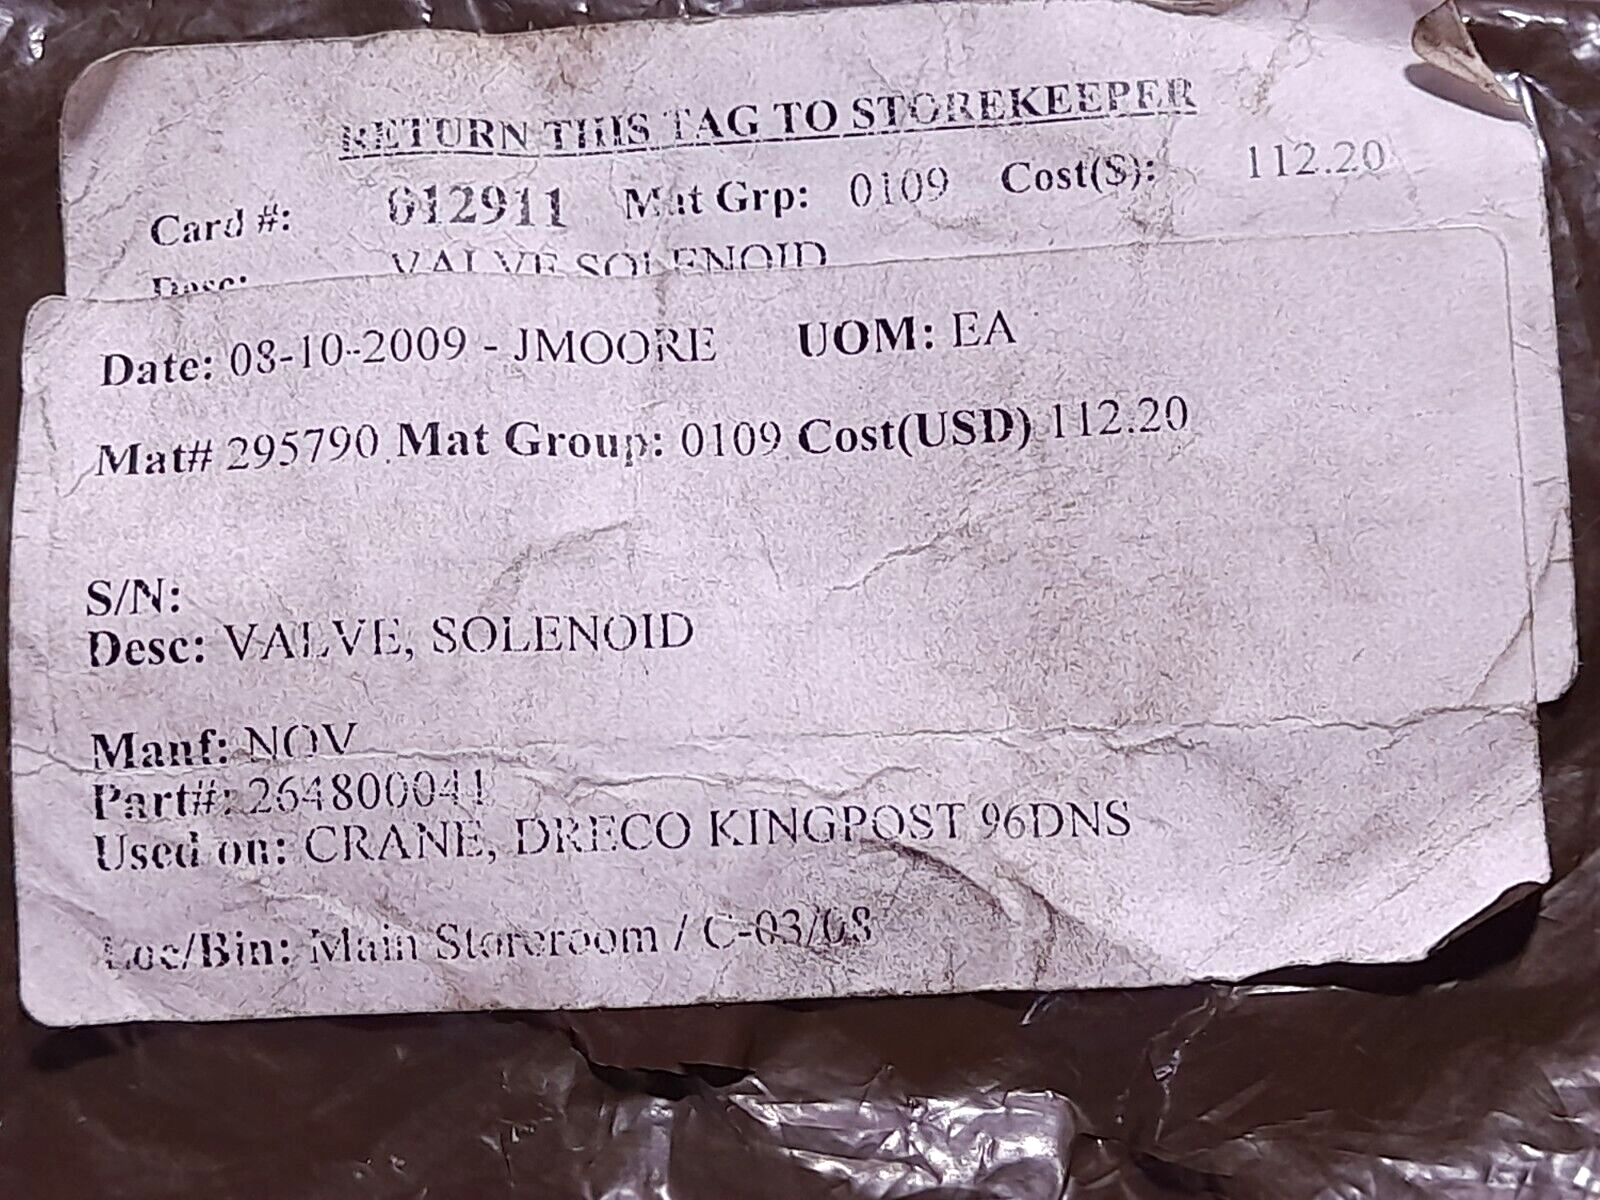 RETURN THIS TAG TO STOREKEEPER
Card #: 012911 Mat Grp: 0109 Cost($): 112.20
Desc: VALVE SOLENOID
Date: 08-10-2009 - JMOORE UOM: EA
Mat# 295790 Mat Group: 0109 Cost(USD) 112.20
S/N:
Desc: VALVE, SOLENOID
Manf: NOV
Part#: 264800041
Used on: CRANE, DRECO KINGPOST 96DNS
Loc/Bin: Main Storeroom / C-03/08